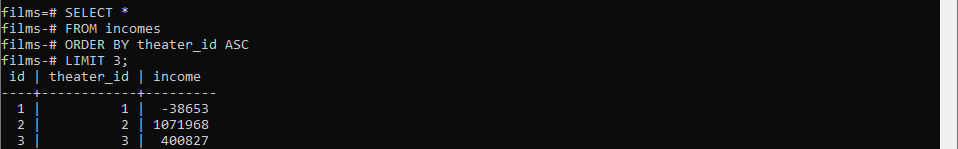 films=# SELECT *
films-# FROM incomes
films-# ORDER BY theater_id ASC
films-# LIMIT 3;
 id | theater_id | income
----+------------+---------
  1 |          1 |  -38653
  2 |          2 | 1071968
  3 |          3 |  400827